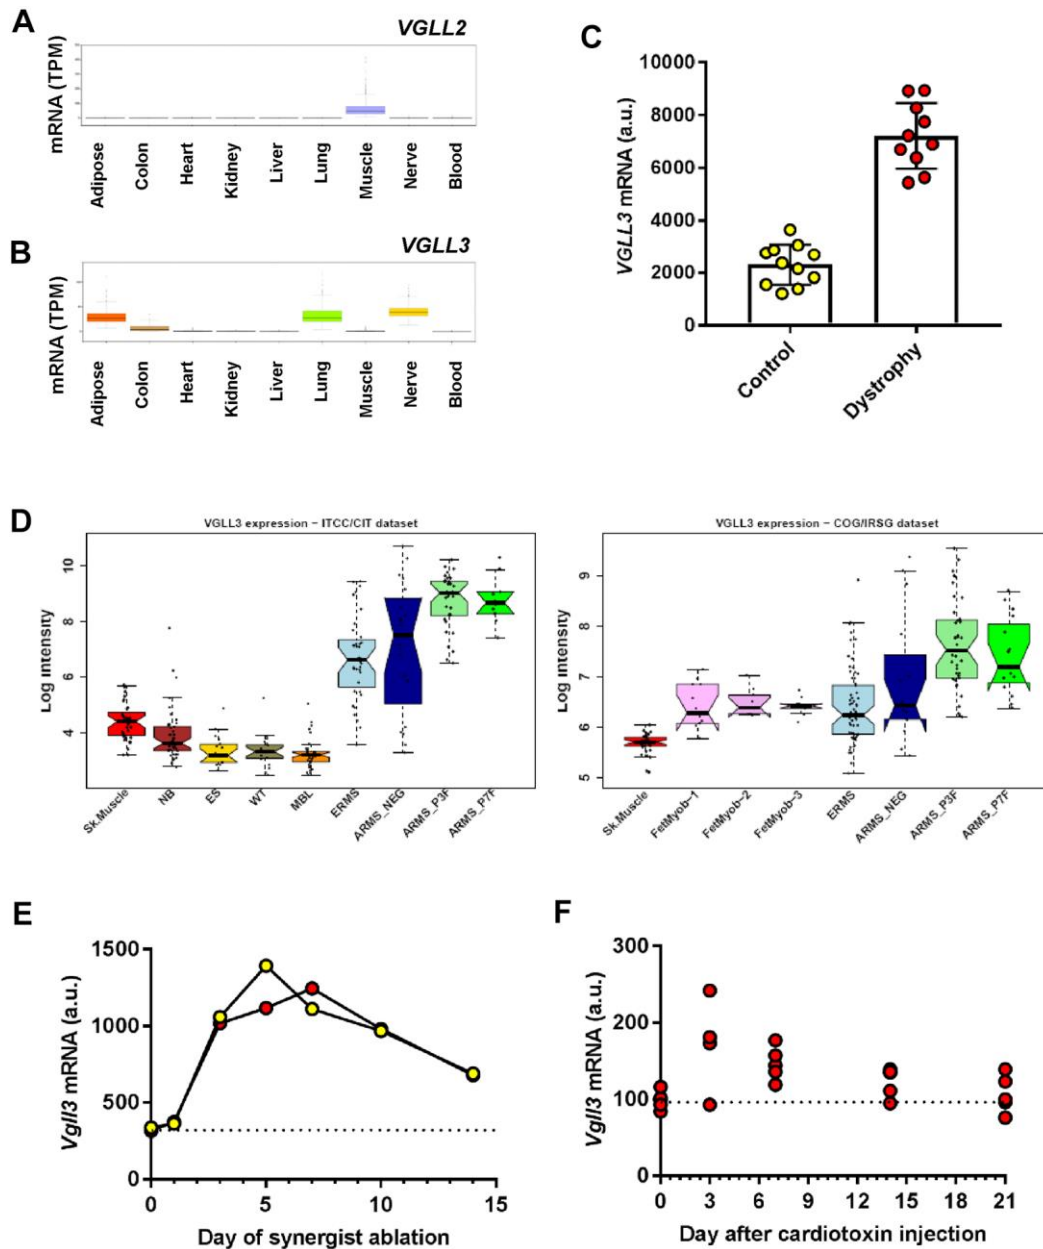 A
VGLL2
mRNA (TPM)
Adipose
Colon
Heart
Kidney
Liver
Lung
Muscle
Nerve
Blood
B
VGLL3
mRNA (TPM)
Adipose
Colon
Heart
Kidney
Liver
Lung
Muscle
Nerve
Blood
C
VGLL3 mRNA (a.u.)
10000
8000
6000
4000
2000
0
Control
Dystrophy
D
VGLL3 expression − ITCC/CIT dataset
Log intensity
10
8
6
4
Sk.Muscle
NB
ES
WT
MBL
ERMS
ARMS_NEG
ARMS_P3F
ARMS_P7F
VGLL3 expression − COG/IRSG dataset
Log intensity
9
8
7
6
5
Sk.Muscle
FetMyob−1
FetMyob−2
FetMyob−3
ERMS
ARMS_NEG
ARMS_P3F
ARMS_P7F
E
Vgll3 mRNA (a.u.)
1500
1000
500
0
0 5 10 15
Day of synergist ablation
F
Vgll3 mRNA (a.u.)
300
200
100
0
0 3 6 9 12 15 18 21
Day after cardiotoxin injection